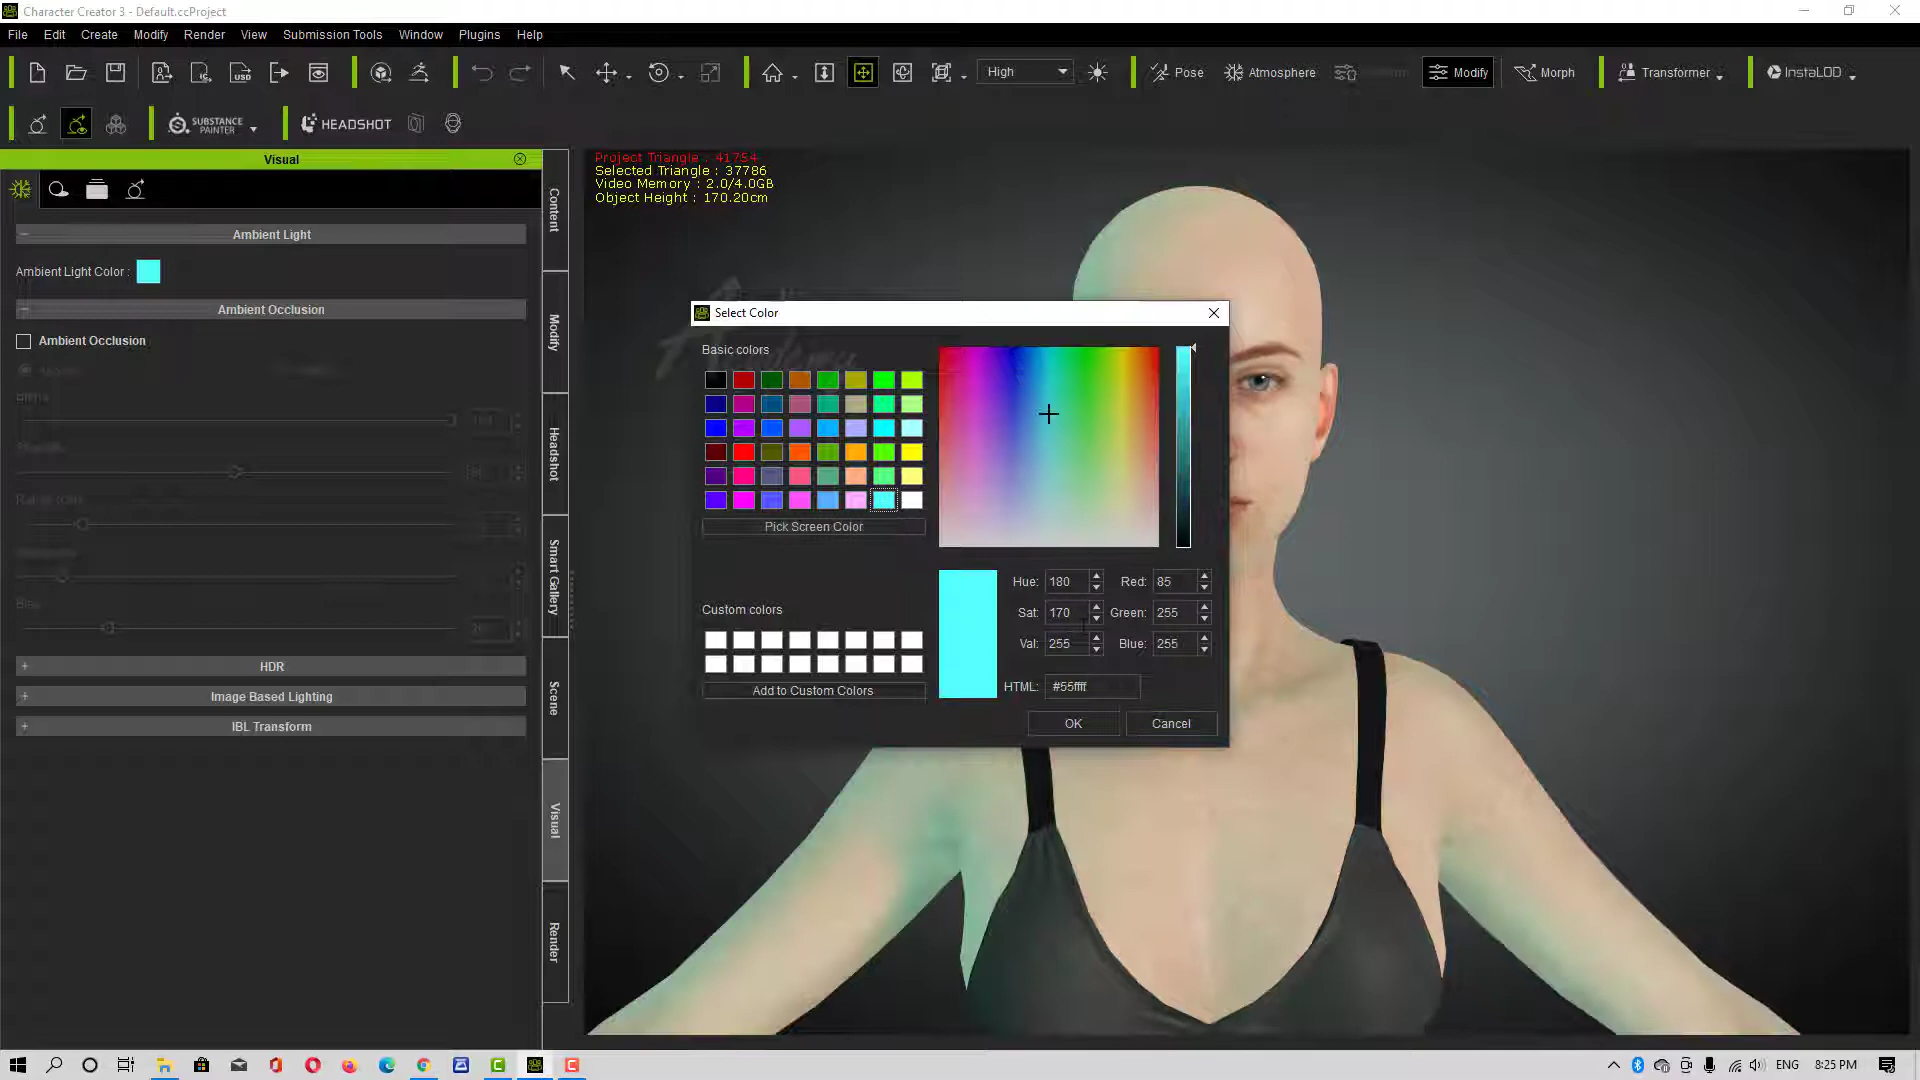 Character Creator 3 - Default.ccProject
File Edit Create Modify Render View Submission Tools Window Plugins Help
High Pose Atmosphere Modify Morph Transformer InstaLOD
SUBSTANCE PAINTER HEADSHOT
Visual
Project Triangle : 41754
Selected Triangle : 37786
Video Memory : 2.0/4.0GB
Object Height : 170.20cm
Ambient Light
Ambient Light Color :
Ambient Occlusion
Ambient Occlusion
HDR
Image Based Lighting
IBL Transform
Content
Modify
Headshot
Smart Gallery
Scene
Visual
Render
Select Color
Basic colors
Pick Screen Color
Custom colors
Add to Custom Colors
Hue: 180 Red: 85
Sat: 170 Green: 255
Val: 255 Blue: 255
HTML: #55ffff
OK Cancel
Academy
ENG 8:25 PM